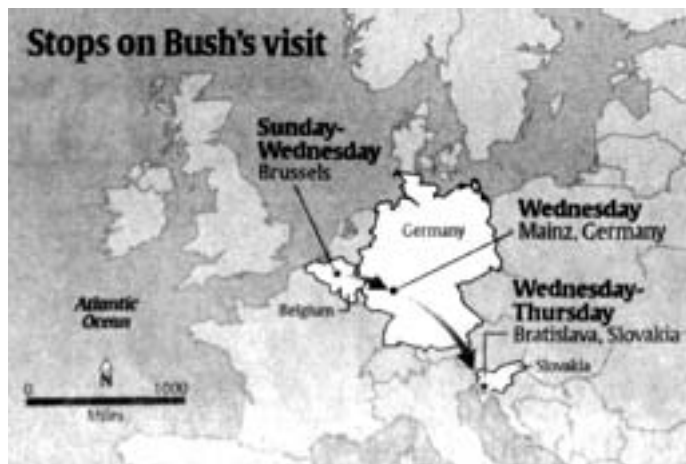 Stops on Bush's visit
Sunday-
Wednesday
Brussels
Germany
Wednesday
Mainz, Germany
Belgium
Wednesday-
Thursday
Bratislava, Slovakia
Slovakia
Atlantic
Ocean
N
0 1000
Miles